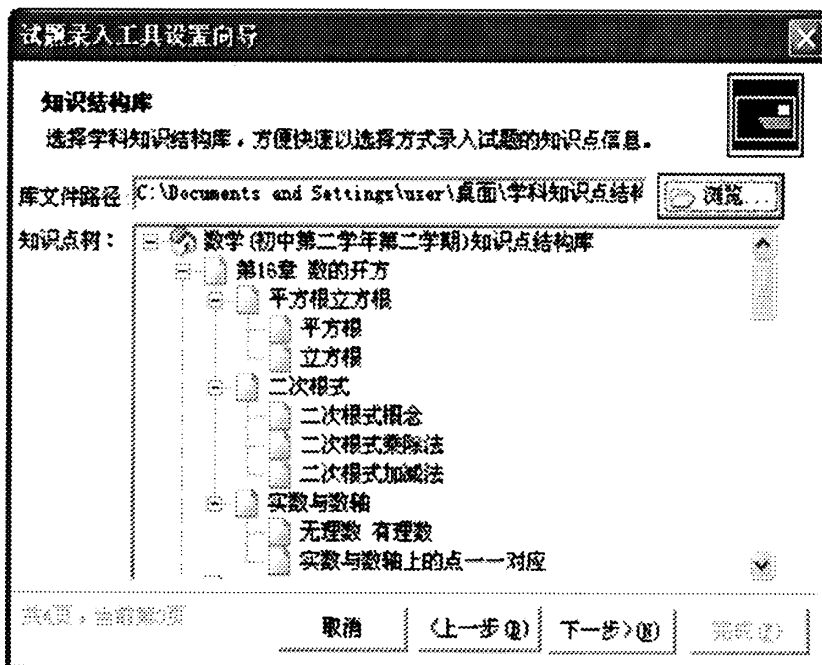 试题录入工具设置向导
知识结构库
选择学科知识结构库，方便快速以选择方式录入试题的知识点信息。
库文件路径 C:\Documents and Settings\user\桌面\学科知识点结构 浏览...
知识点树：
数学(初中第二学年第二学期)知识点结构库
第16章 数的开方
平方根立方根
平方根
立方根
二次根式
二次根式概念
二次根式乘除法
二次根式加减法
实数与数轴
无理数 有理数
实数与数轴上的点一一对应
共4页，当前第3页
取消 <上一步(B) 下一步>(N) 完成(F)